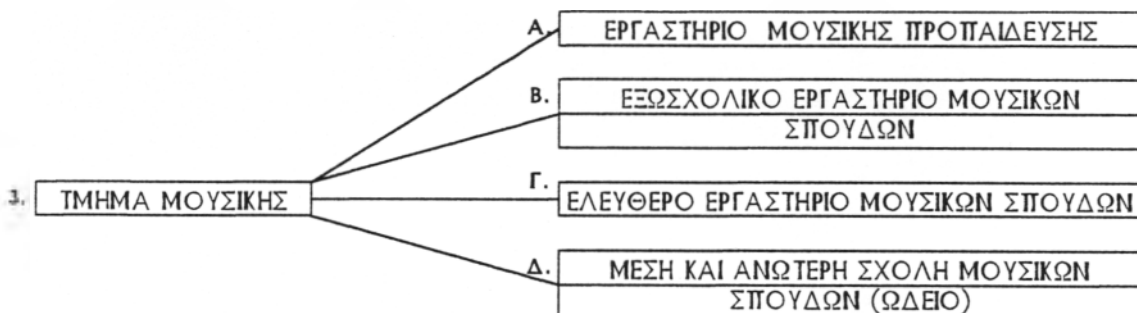 Α. ΕΡΓΑΣΤΗΡΙΟ ΜΟΥΣΙΚΗΣ ΠΡΟΠΑΙΔΕΥΣΗΣ
Β. ΕΞΩΣΧΟΛΙΚΟ ΕΡΓΑΣΤΗΡΙΟ ΜΟΥΣΙΚΩΝ
ΣΠΟΥΔΩΝ
ΤΜΗΜΑ ΜΟΥΣΙΚΗΣ
Γ. ΕΛΕΥΘΕΡΟ ΕΡΓΑΣΤΗΡΙΟ ΜΟΥΣΙΚΩΝ ΣΠΟΥΔΩΝ
Δ. ΜΕΣΗ ΚΑΙ ΑΝΩΤΕΡΗ ΣΧΟΛΗ ΜΟΥΣΙΚΩΝ
ΣΠΟΥΔΩΝ (ΩΔΕΙΟ)